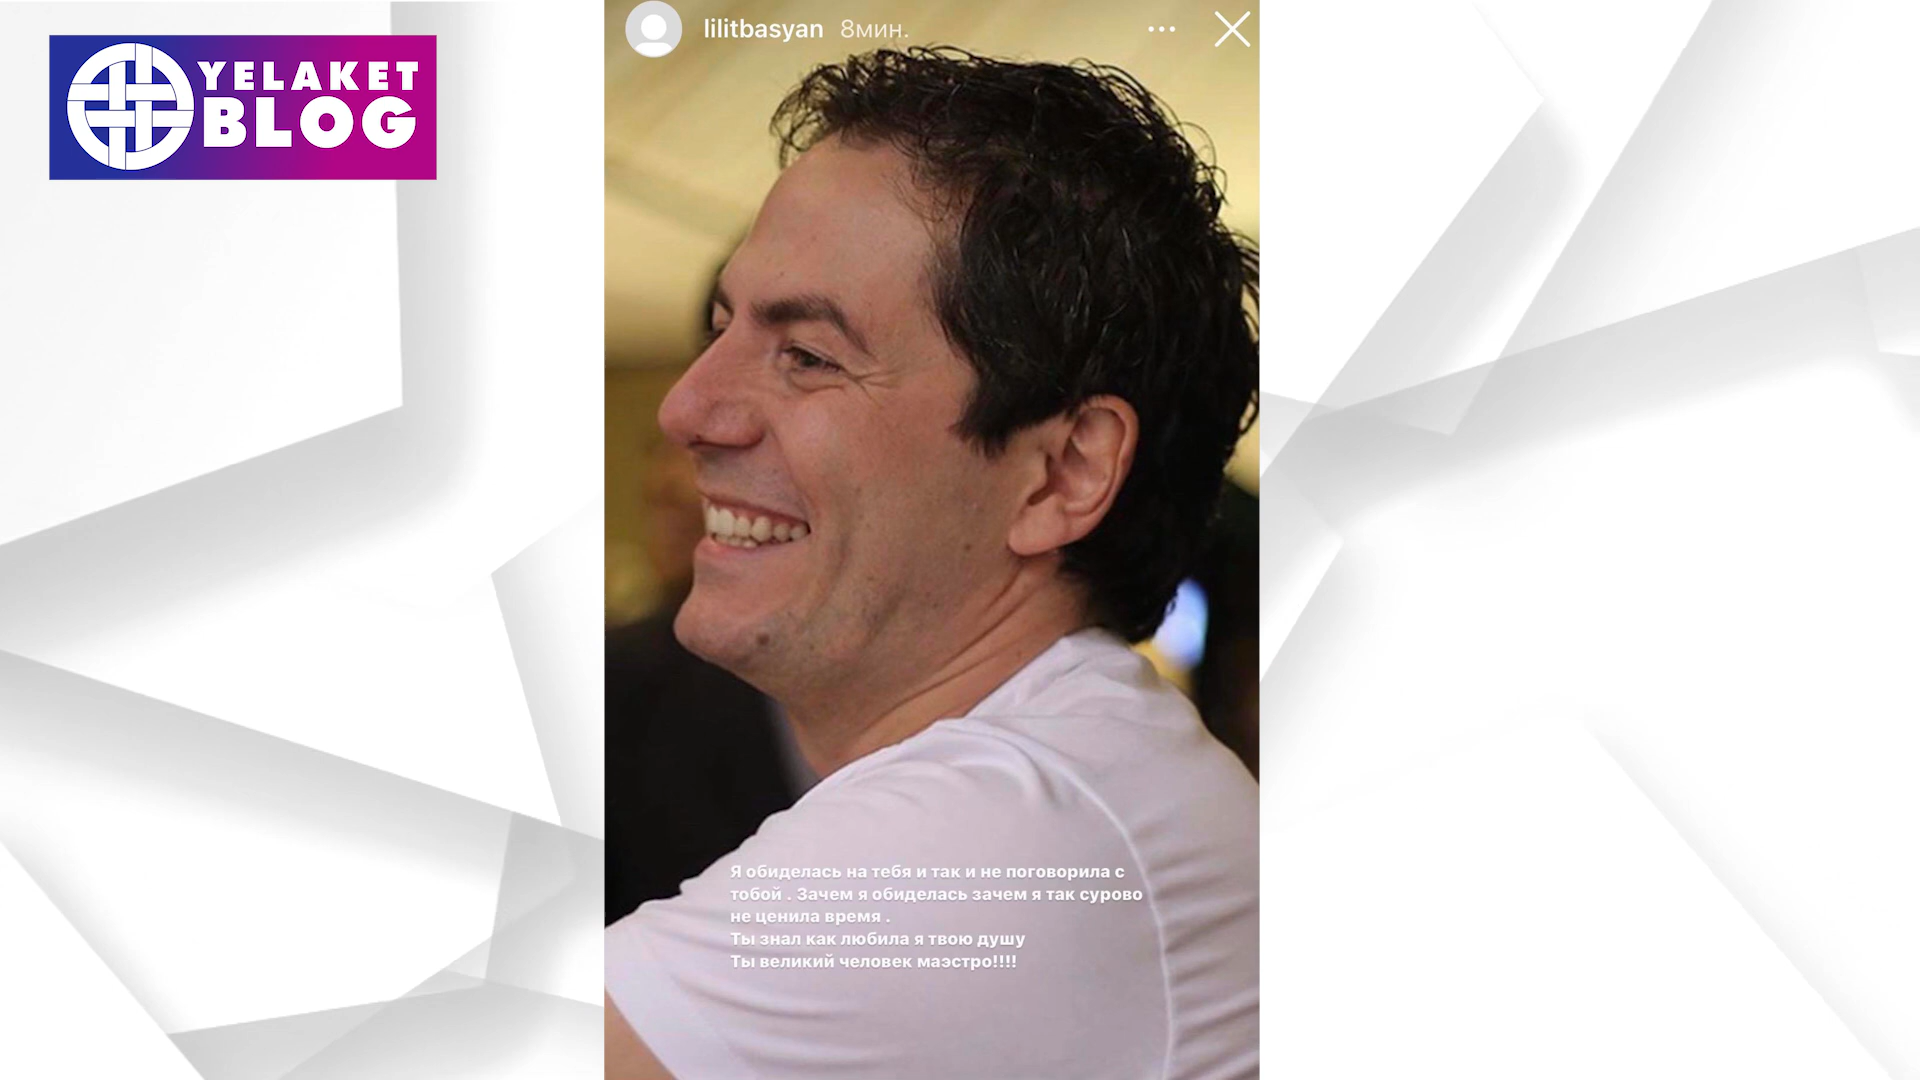 YELAKET
BLOG
lilitbasyan 8мин.
Я обиделась на тебя и так и не поговорила с
тобой . Зачем я обиделась зачем я так сурово
не ценила время .
Ты знал как любила я твою душу
Ты великий человек маэстро!!!!